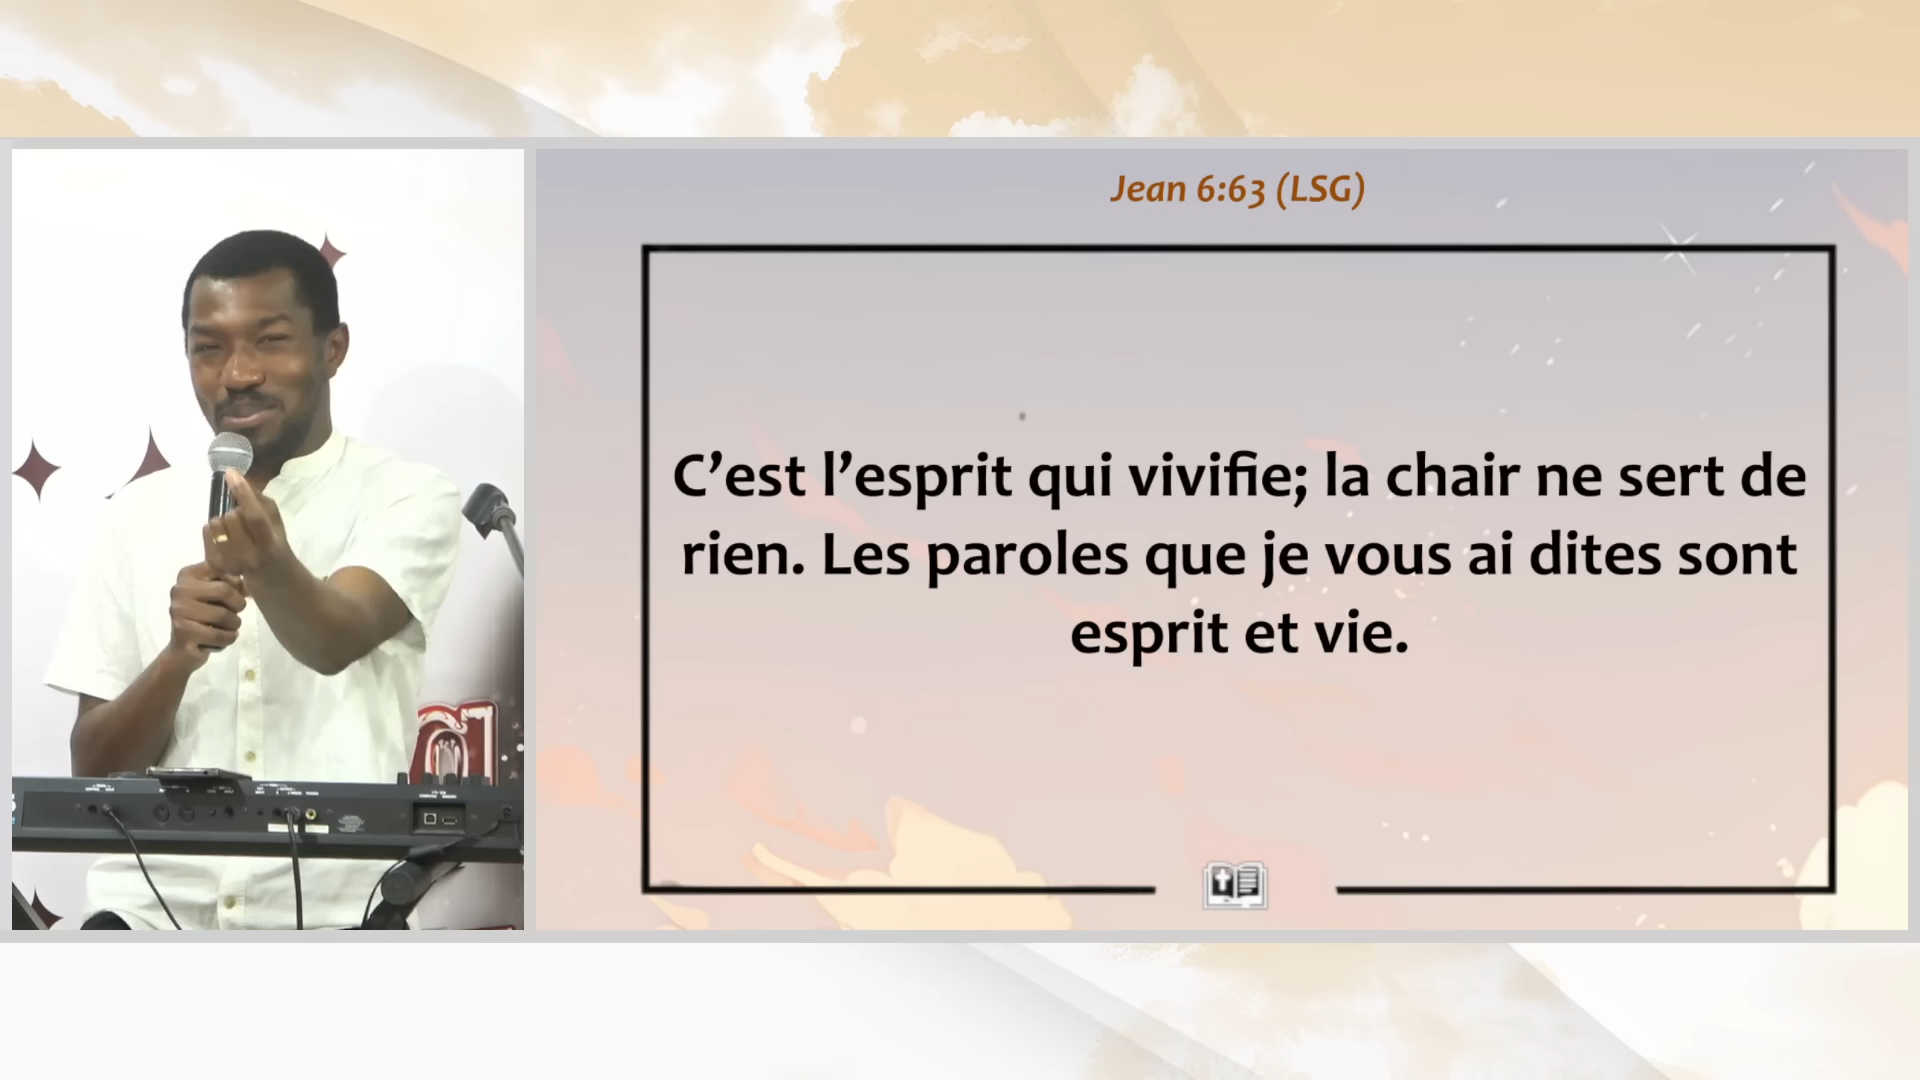 Jean 6:63 (LSG)
C’est l’esprit qui vivifie; la chair ne sert de
rien. Les paroles que je vous ai dites sont
esprit et vie.